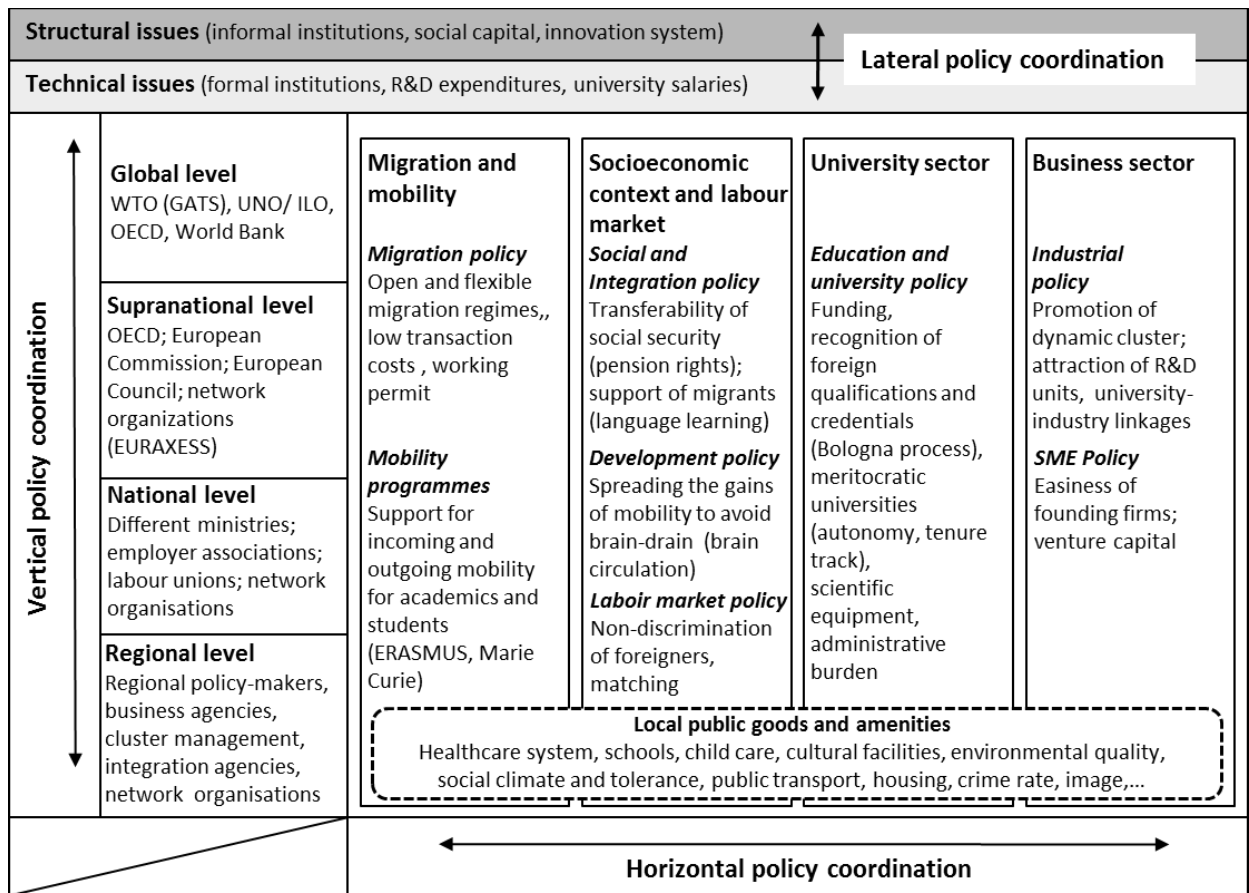 Structural issues (informal institutions, social capital, innovation system)
Technical issues (formal institutions, R&D expenditures, university salaries)
Lateral policy coordination
Vertical policy coordination
Global level
WTO (GATS), UNO/ ILO,
OECD, World Bank
Supranational level
OECD; European
Commission; European
Council; network
organizations
(EURAXESS)
National level
Different ministries;
employer associations;
labour unions; network
organisations
Regional level
Regional policy-makers,
business agencies,
cluster management,
integration agencies,
network organisations
Migration and
mobility
Migration policy
Open and flexible
migration regimes,,
low transaction
costs , working
permit
Mobility
programmes
Support for
incoming and
outgoing mobility
for academics and
students
(ERASMUS, Marie
Curie)
Socioeconomic
context and labour
market
Social and
Integration policy
Transferability of
social security
(pension rights);
support of migrants
(language learning)
Development policy
Spreading the gains
of mobility to avoid
brain-drain (brain
circulation)
Laboir market policy
Non-discrimination
of foreigners,
matching
University sector
Education and
university policy
Funding,
recognition of
foreign
qualifications and
credentials
(Bologna process),
meritocratic
universities
(autonomy, tenure
track),
scientific
equipment,
administrative
burden
Business sector
Industrial
policy
Promotion of
dynamic cluster;
attraction of R&D
units, university-
industry linkages
SME Policy
Easiness of
founding firms;
venture capital
Local public goods and amenities
Healthcare system, schools, child care, cultural facilities, environmental quality,
social climate and tolerance, public transport, housing, crime rate, image,...
Horizontal policy coordination